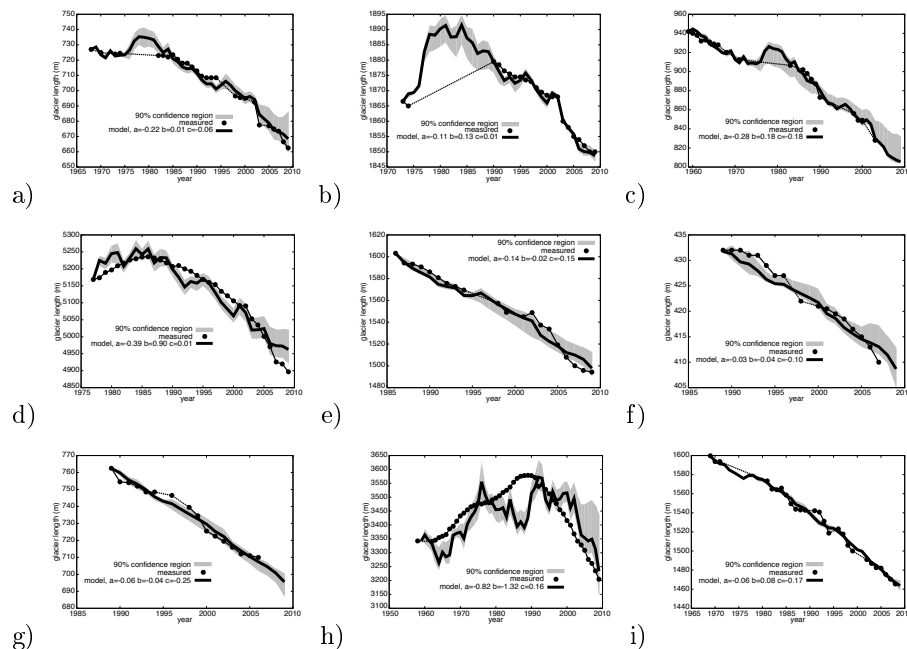 750
740
730
720
710
700
690
680
670
660
650
glacier length (m)
90% confidence region
measured
model, a=-0.22 b=0.01 c=-0.06
1965 1970 1975 1980 1985 1990 1995 2000 2005 2010
year
a)
1895
1885
1875
1865
1855
1845
glacier length (m)
90% confidence region
measured
model, a=-0.11 b=0.13 c=0.01
1970 1975 1980 1985 1990 1995 2000 2005 2010
year
b)
960
940
920
900
880
860
840
820
800
glacier length (m)
90% confidence region
measured
model, a=-0.28 b=0.18 c=-0.18
1960 1965 1970 1975 1980 1985 1990 1995 2000 2005 201
year
c)
5300
5250
5200
5150
5100
5050
5000
4950
4900
4850
glacier length (m)
90% confidence region
measured
model, a=-0.39 b=0.90 c=0.01
1975 1980 1985 1990 1995 2000 2005 2010
year
d)
1620
1600
1580
1560
1540
1520
1500
1480
glacier length (m)
90% confidence region
measured
model, a=-0.14 b=-0.02 c=-0.15
1985 1990 1995 2000 2005 2010
year
e)
435
430
425
420
415
410
405
glacier length (m)
90% confidence region
measured
model, a=-0.03 b=-0.04 c=-0.10
1985 1990 1995 2000 2005 2010
year
f)
770
760
750
740
730
720
710
700
690
680
glacier length (m)
90% confidence region
measured
model, a=-0.06 b=-0.04 c=-0.25
1985 1990 1995 2000 2005 2010
year
g)
3650
3600
3550
3500
3450
3400
3350
3300
3250
3200
3150
3100
glacier length (m)
90% confidence region
measured
model, a=-0.82 b=-1.32 c=0.16
1950 1960 1970 1980 1990 2000 2010
year
h)
1600
1580
1560
1540
1520
1500
1480
1460
1440
glacier length (m)
90% confidence region
measured
model, a=-0.06 b=0.08 c=-0.17
1965 1970 1975 1980 1985 1990 1995 2000 2005 201
year
i)